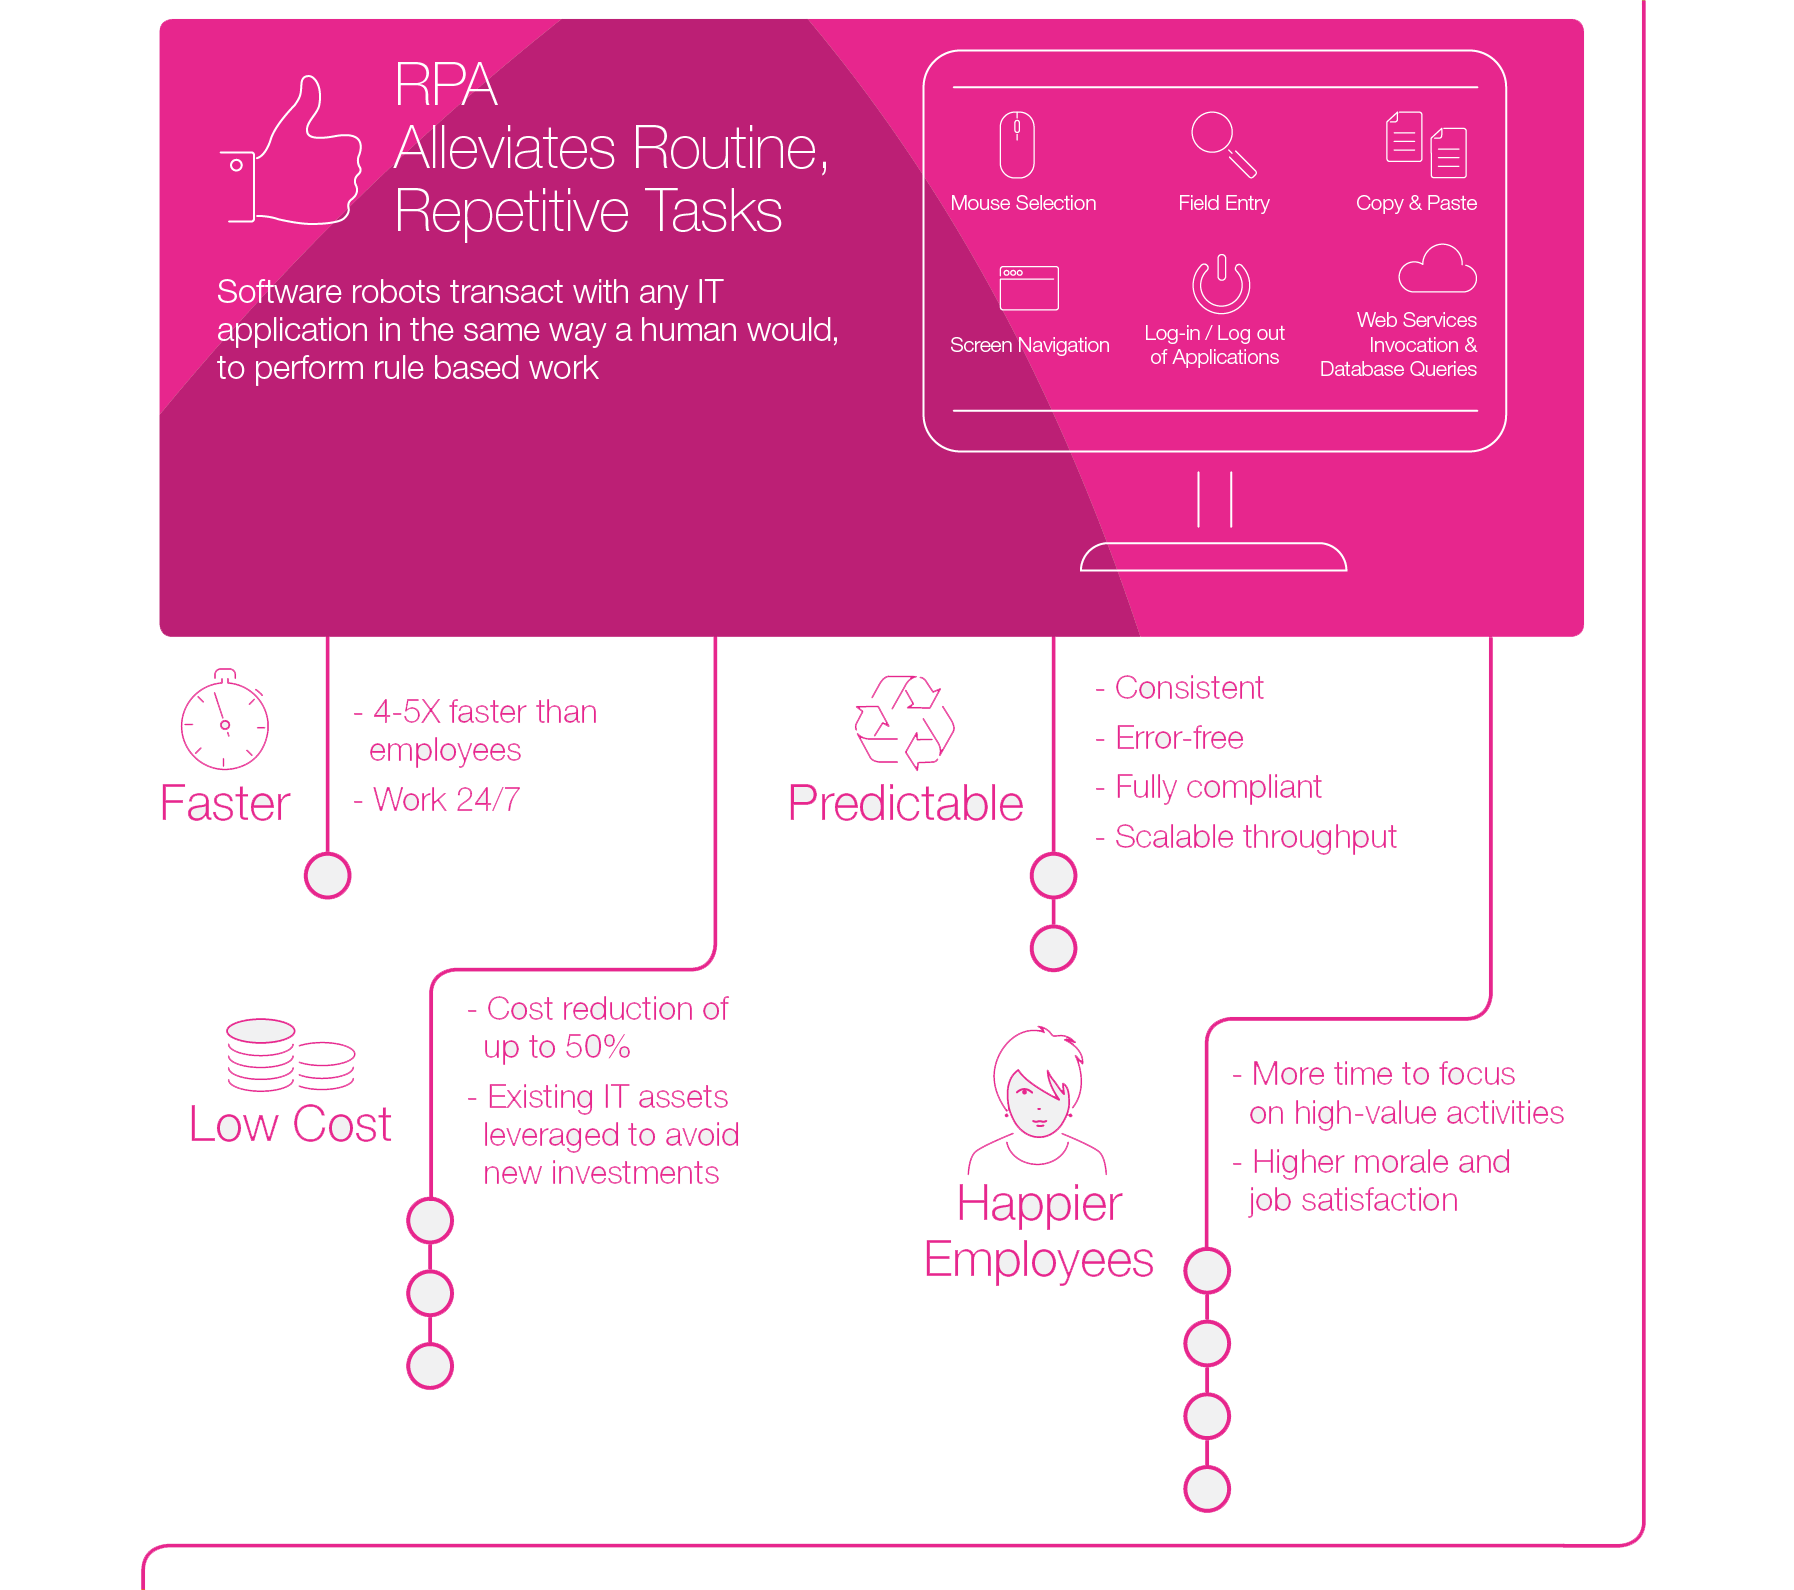 RPA
Alleviates Routine,
Repetitive Tasks
Software robots transact with any IT
application in the same way a human would,
to perform rule based work
Mouse Selection
Field Entry
Copy & Paste
Screen Navigation
Log-in / Log out
of Applications
Web Services
Invocation &
Database Queries
Faster
- 4-5X faster than
employees
- Work 24/7
Predictable
- Consistent
- Error-free
- Fully compliant
- Scalable throughput
Low Cost
- Cost reduction of
up to 50%
- Existing IT assets
leveraged to avoid
new investments
Happier
Employees
- More time to focus
on high-value activities
- Higher morale and
job satisfaction